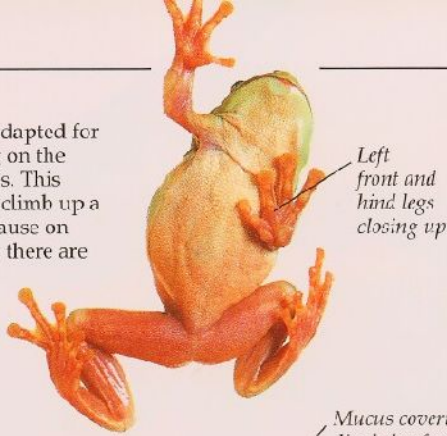 dapted for
on the
s. This
climb up a
ause on
there are
Left
front and
hind legs
closing up
Mucus cover